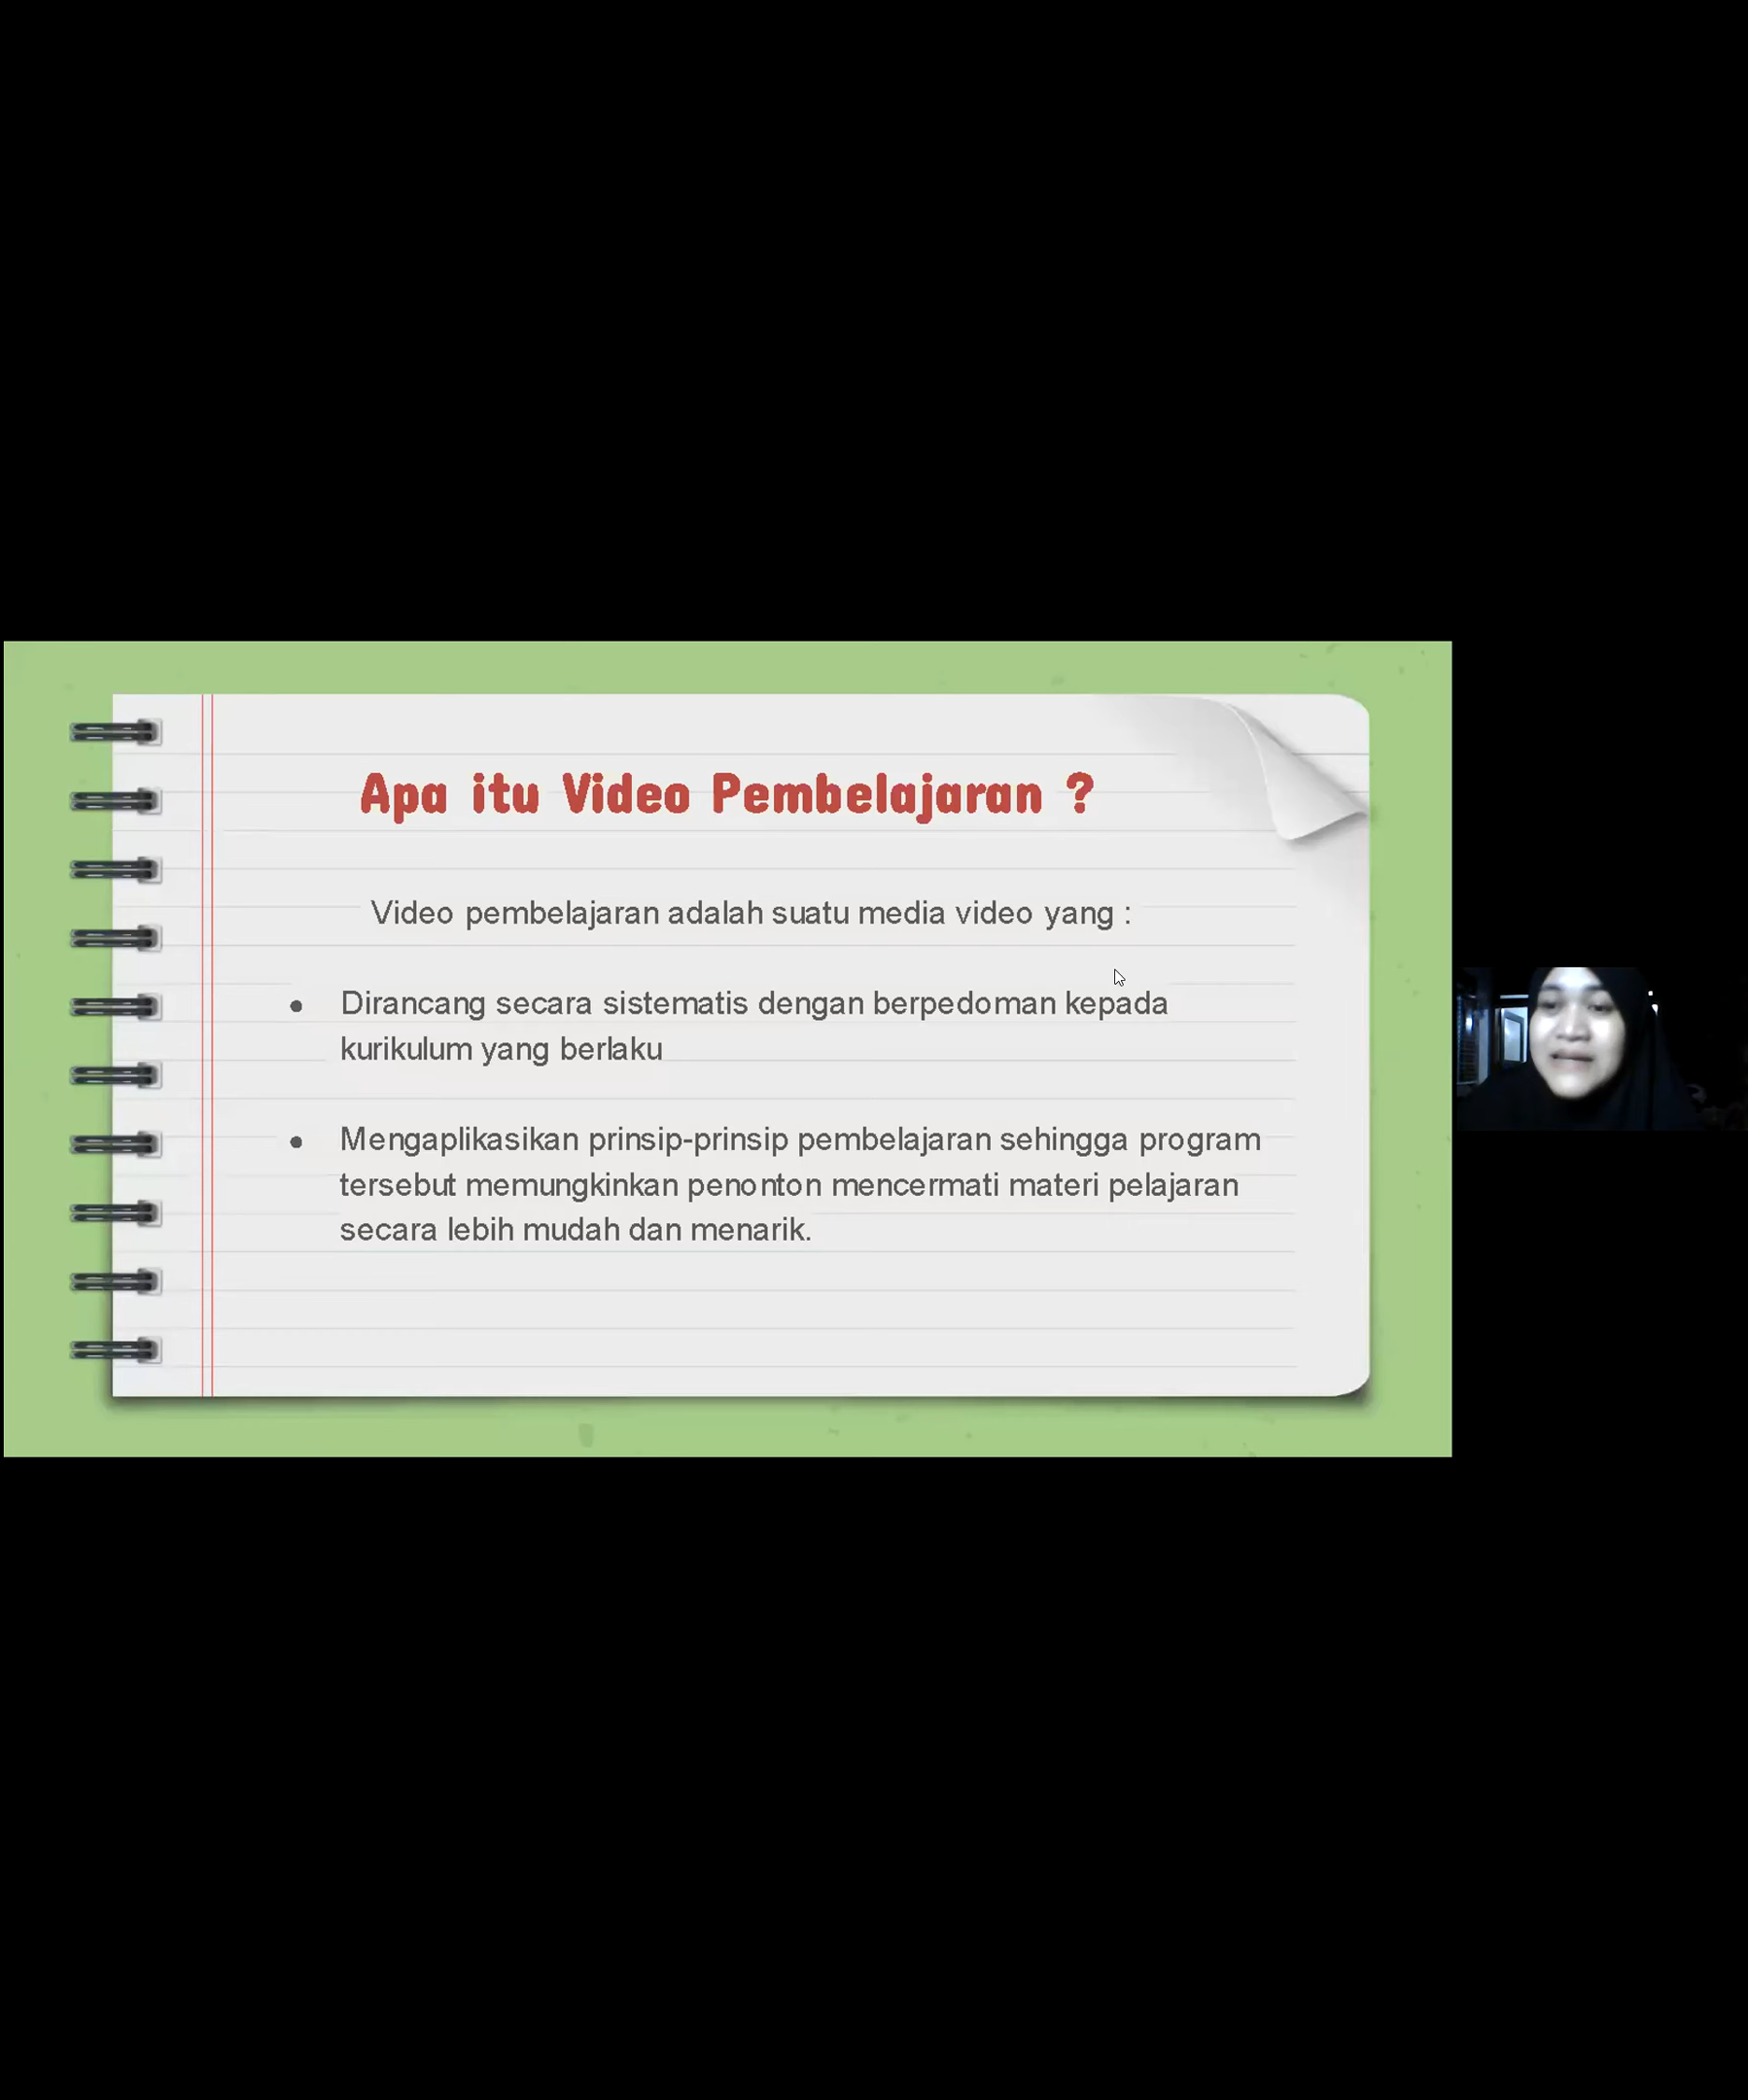 Apa itu Video Pembelajaran ?
Video pembelajaran adalah suatu media video yang :
• Dirancang secara sistematis dengan berpedoman kepada
kurikulum yang berlaku
• Mengaplikasikan prinsip-prinsip pembelajaran sehingga program
tersebut memungkinkan penonton mencermati materi pelajaran
secara lebih mudah dan menarik.